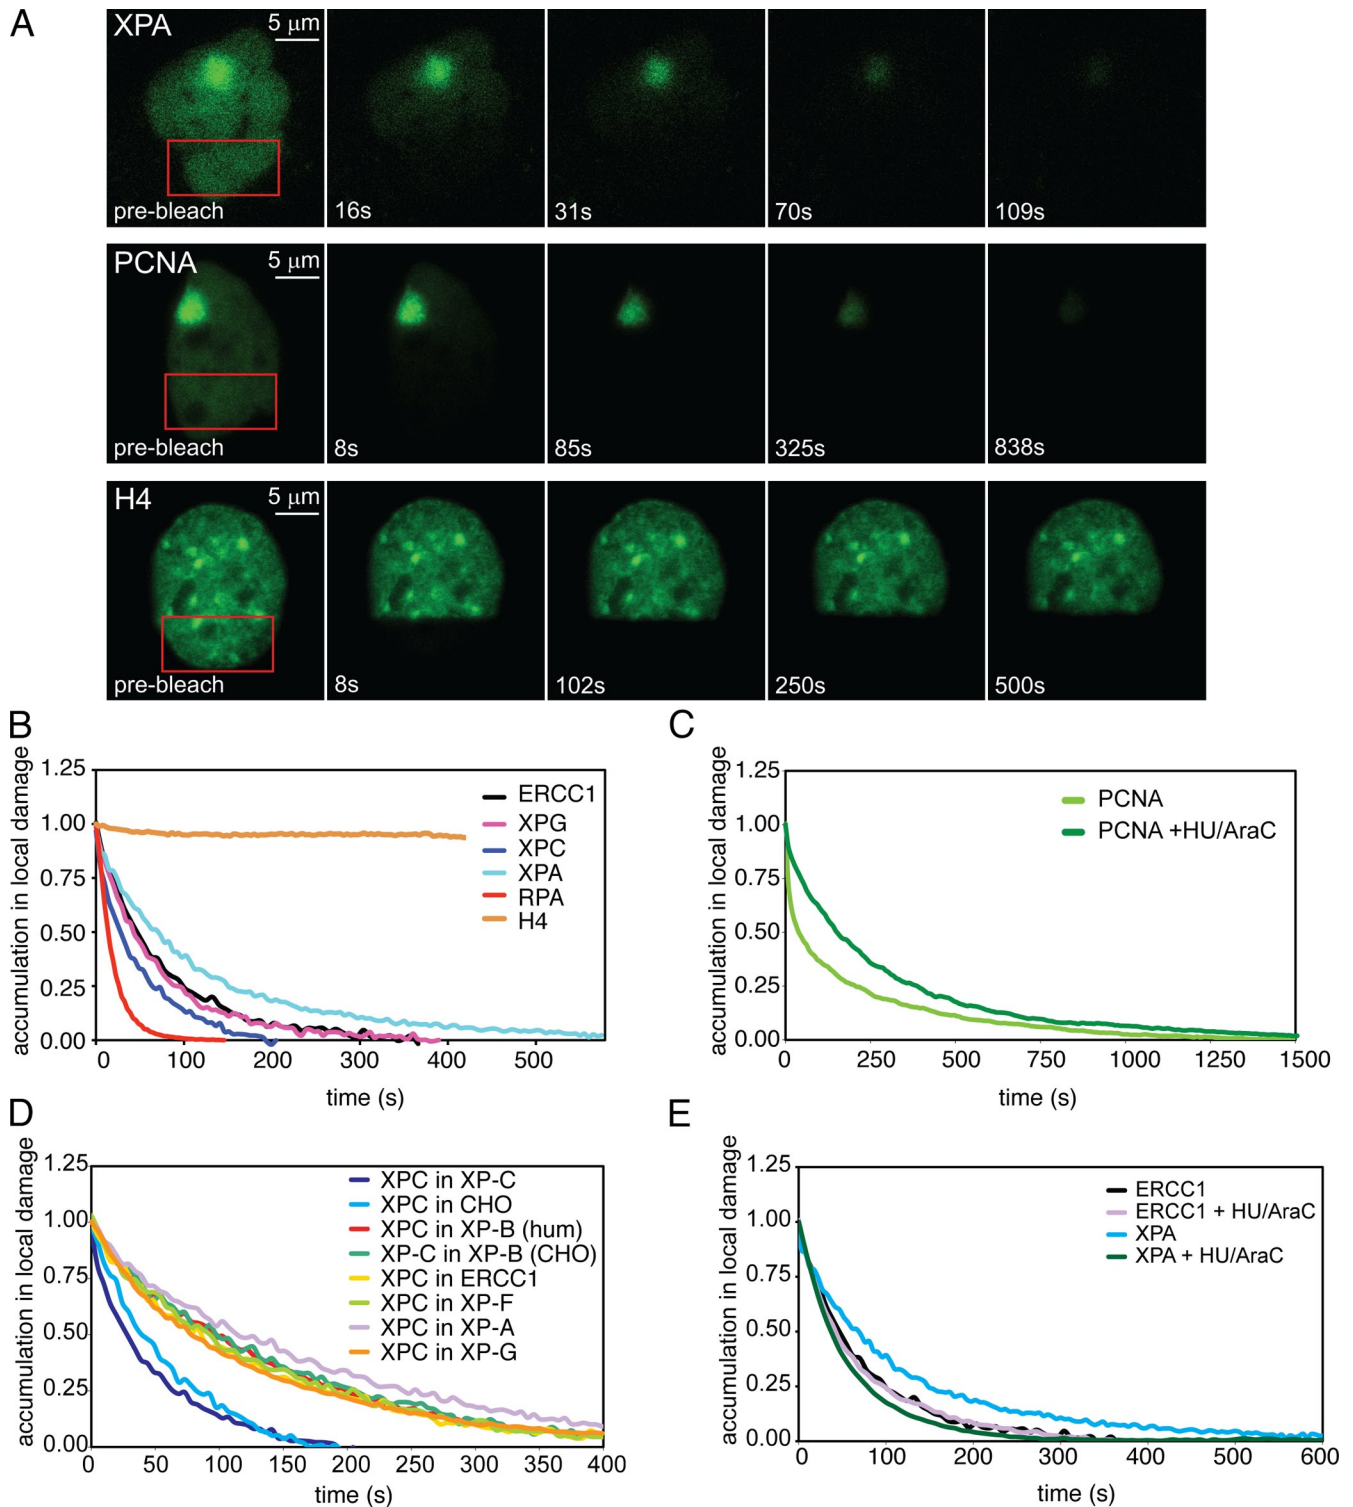 A
XPA
5 µm
pre-bleach
16s
31s
70s
109s
PCNA
5 µm
pre-bleach
8s
85s
325s
838s
H4
5 µm
pre-bleach
8s
102s
250s
500s
B
accumulation in local damage
1.25
1.00
0.75
0.50
0.25
0.00
ERCC1
XPG
XPC
XPA
RPA
H4
0 100 200 300 400 500
time (s)
C
accumulation in local damage
1.25
1.00
0.75
0.50
0.25
0.00
PCNA
PCNA +HU/AraC
0 250 500 750 1000 1250 1500
time (s)
D
accumulation in local damage
1.25
1.00
0.75
0.50
0.25
0.00
XPC in XP-C
XPC in CHO
XPC in XP-B (hum)
XP-C in XP-B (CHO)
XPC in ERCC1
XPC in XP-F
XPC in XP-A
XPC in XP-G
0 50 100 150 200 250 300 350 400
time (s)
E
accumulation in local damage
1.25
1.00
0.75
0.50
0.25
0.00
ERCC1
ERCC1 + HU/AraC
XPA
XPA + HU/AraC
0 100 200 300 400 500 600
time (s)